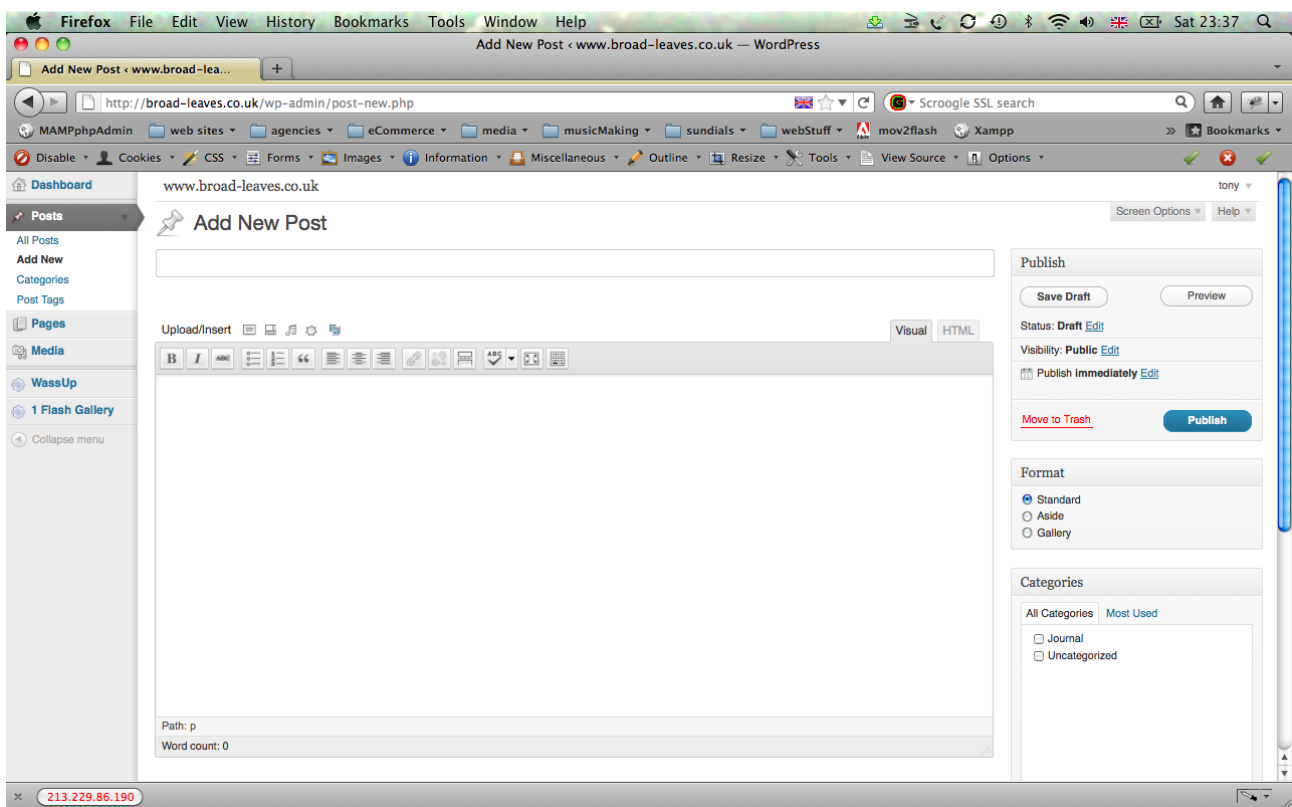 Firefox File Edit View History Bookmarks Tools Window Help Sat 23:37
Add New Post ‹ www.broad-leaves.co.uk — WordPress
Add New Post ‹ www.broad-lea... +
http://broad-leaves.co.uk/wp-admin/post-new.php Scroogle SSL search
MAMPphpAdmin web sites agencies eCommerce media musicMaking sundials webStuff mov2flash Xampp » Bookmarks
Disable Cookies CSS Forms Images Information Miscellaneous Outline Resize Tools View Source Options
Dashboard
Posts
All Posts
Add New
Categories
Post Tags
Pages
Media
WassUp
1 Flash Gallery
Collapse menu
www.broad-leaves.co.uk tony
Screen Options Help
Add New Post
Upload/Insert Visual HTML
B I ABC ABC
Path: p
Word count: 0
Publish
Save Draft Preview
Status: Draft Edit
Visibility: Public Edit
Publish immediately Edit
Move to Trash Publish
Format
Standard
Aside
Gallery
Categories
All Categories Most Used
Journal
Uncategorized
× 213.229.86.190